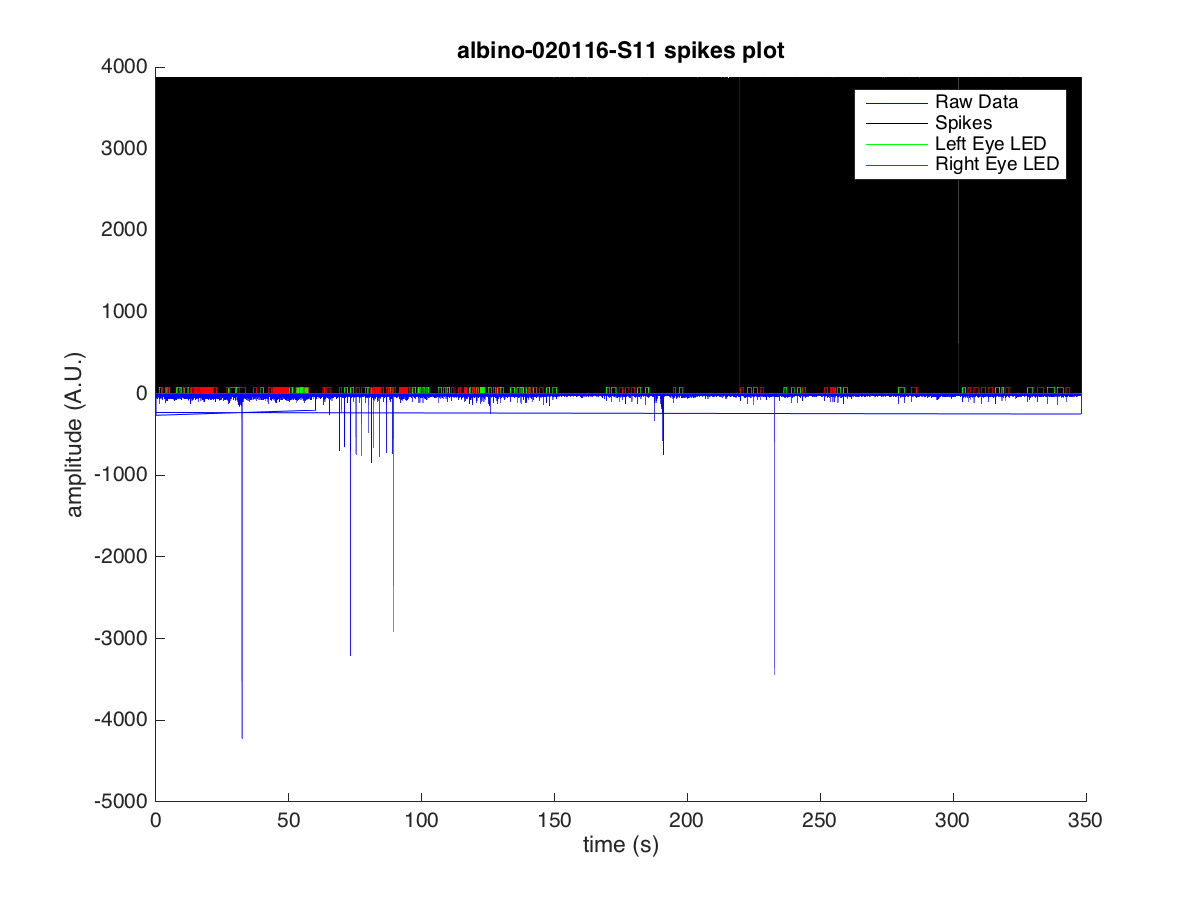 albino-020116-S11 spikes plot
4000
3000
2000
1000
0
-1000
-2000
-3000
-4000
-5000
amplitude (A.U.)
Raw Data
Spikes
Left Eye LED
Right Eye LED
0 50 100 150 200 250 300 350
time (s)